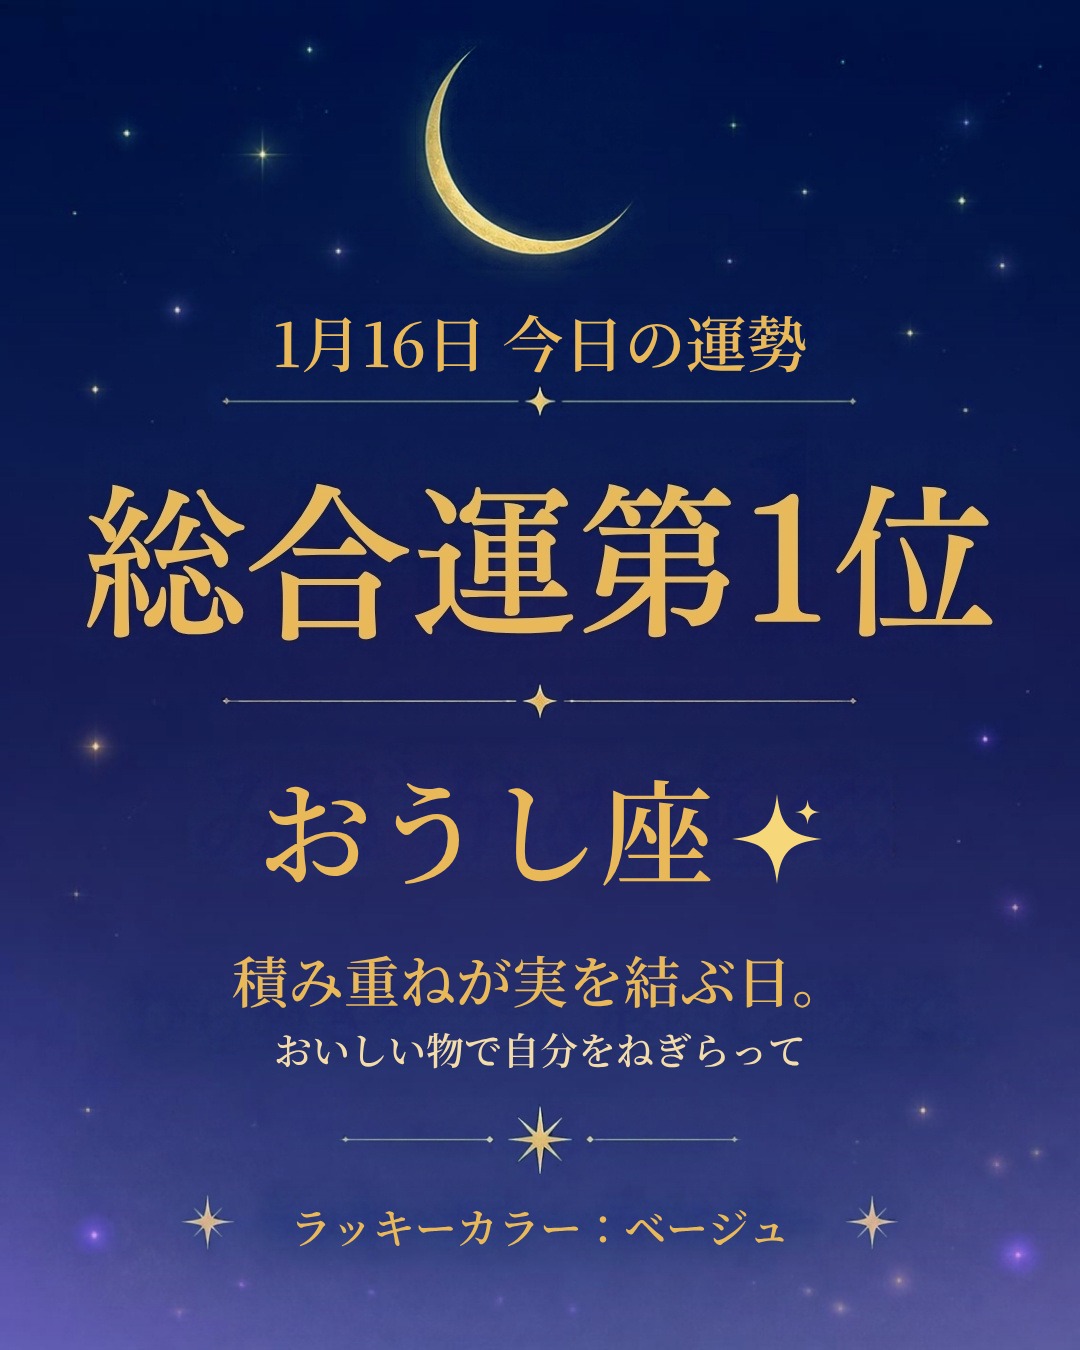 1月16日 今日の運勢
総合運第1位
おうし座
積み重ねが実を結ぶ日。
おいしい物で自分をねぎらって
ラッキーカラー：ベージュ